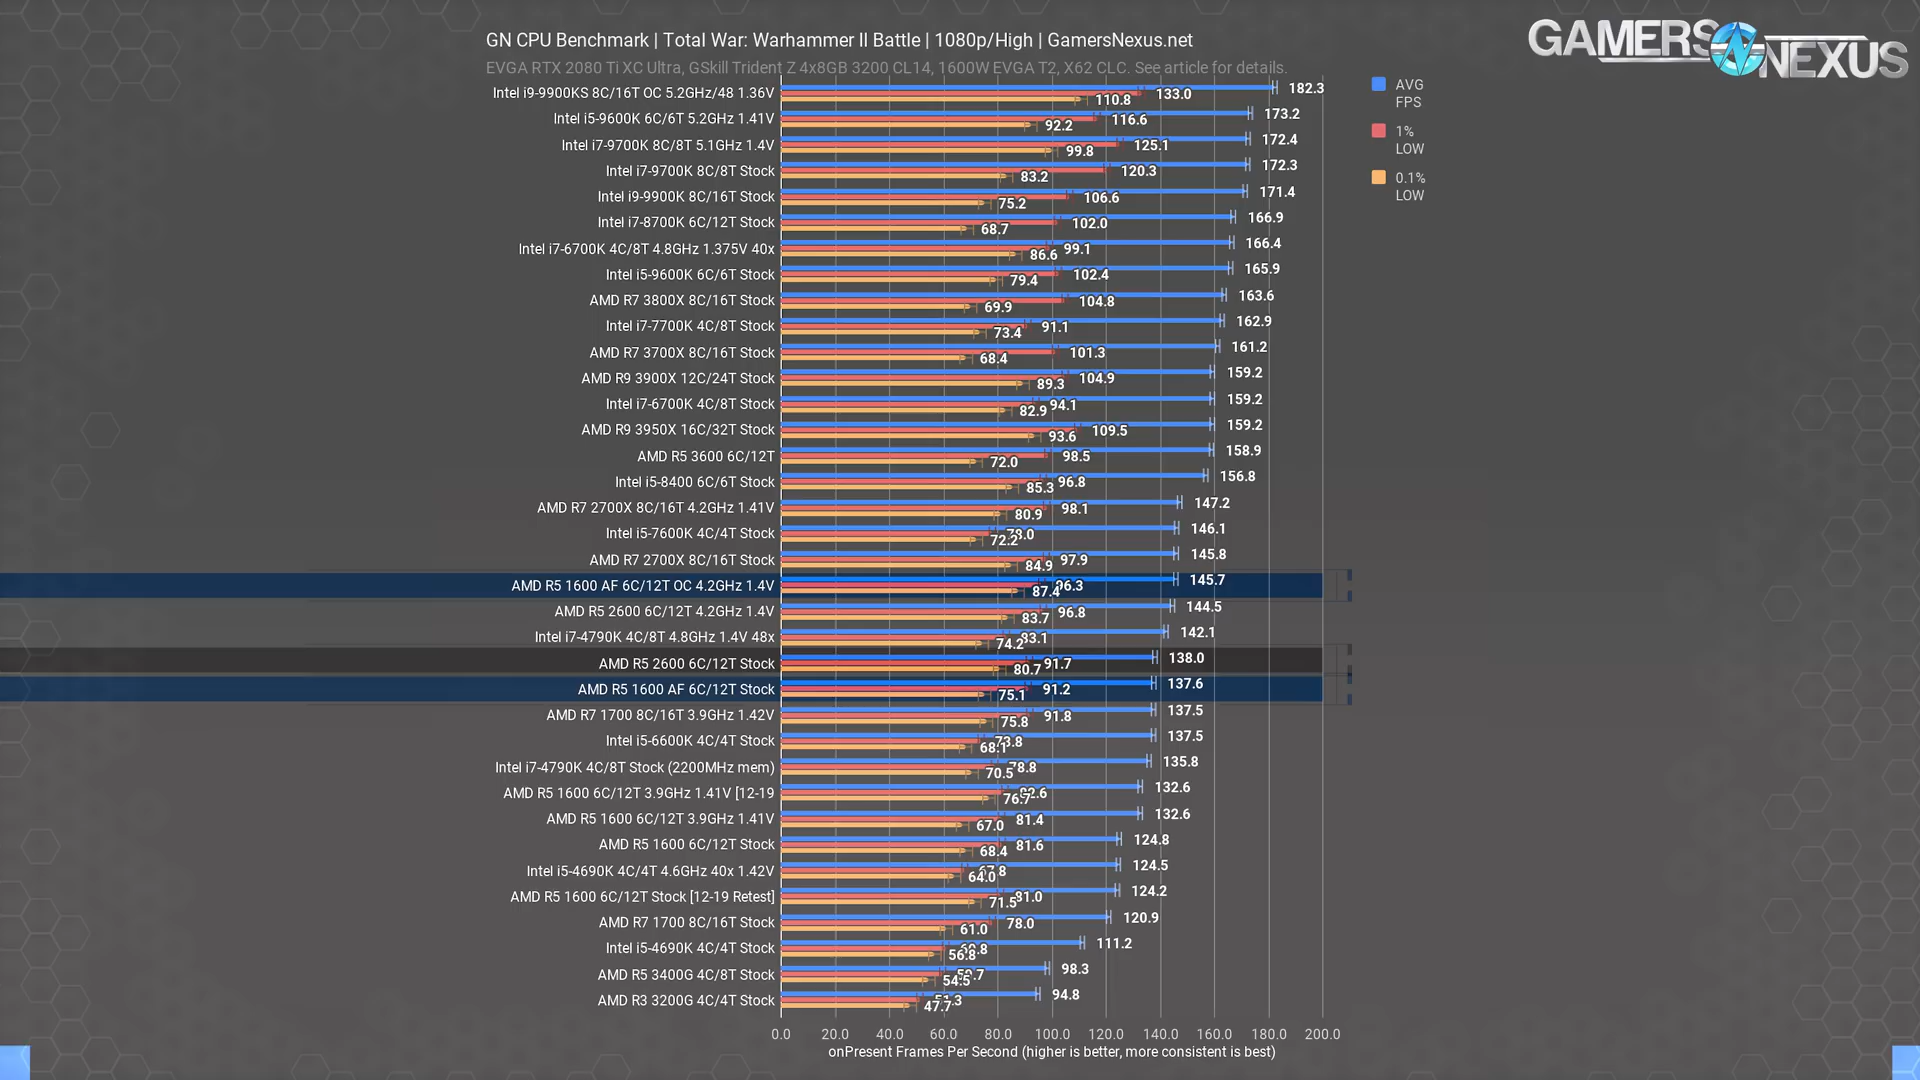 GN CPU Benchmark | Total War: Warhammer II Battle | 1080p/High | GamersNexus.net
EVGA RTX 2080 Ti XC Ultra, GSkill Trident Z 4x8GB 3200 CL14, 1600W EVGA T2, X62 CLC. See article for details.
GAMERS NEXUS
AVG FPS
1% LOW
0.1% LOW
Intel i9-9900KS 8C/16T OC 5.2GHz/48 1.36V 182.3 133.0 110.8
Intel i5-9600K 6C/6T 5.2GHz 1.41V 173.2 116.6 92.2
Intel i7-9700K 8C/8T 5.1GHz 1.4V 172.4 125.1 99.8
Intel i7-9700K 8C/8T Stock 172.3 120.3 83.2
Intel i9-9900K 8C/16T Stock 171.4 106.6 75.2
Intel i7-8700K 6C/12T Stock 166.9 102.0 68.7
Intel i7-6700K 4C/8T 4.8GHz 1.375V 40x 166.4 99.1 86.6
Intel i5-9600K 6C/6T Stock 165.9 102.4 79.4
AMD R7 3800X 8C/16T Stock 163.6 104.8 69.9
Intel i7-7700K 4C/8T Stock 162.9 91.1 73.4
AMD R7 3700X 8C/16T Stock 161.2 101.3 68.4
AMD R9 3900X 12C/24T Stock 159.2 104.9 89.3
Intel i7-6700K 4C/8T Stock 159.2 94.1 82.9
AMD R9 3950X 16C/32T Stock 159.2 109.5 93.6
AMD R5 3600 6C/12T 158.9 98.5 72.0
Intel i5-8400 6C/6T Stock 156.8 96.8 85.3
AMD R7 2700X 8C/16T 4.2GHz 1.41V 147.2 98.1 80.9
Intel i5-7600K 4C/4T Stock 146.1 72.2
AMD R7 2700X 8C/16T Stock 145.8 97.9 84.9
AMD R5 1600 AF 6C/12T OC 4.2GHz 1.4V 145.7 96.3 87.4
AMD R5 2600 6C/12T 4.2GHz 1.4V 144.5 96.8 83.7
Intel i7-4790K 4C/8T 4.8GHz 1.4V 48x 142.1 83.1 74.2
AMD R5 2600 6C/12T Stock 138.0 91.7 80.7
AMD R5 1600 AF 6C/12T Stock 137.6 91.2 75.1
AMD R7 1700 8C/16T 3.9GHz 1.42V 137.5 91.8 75.8
Intel i5-6600K 4C/4T Stock 137.5 73.8 68.1
Intel i7-4790K 4C/8T Stock (2200MHz mem) 135.8 78.8 70.5
AMD R5 1600 6C/12T 3.9GHz 1.41V [12-19 132.6 76.7
AMD R5 1600 6C/12T 3.9GHz 1.41V 132.6 81.4 67.0
AMD R5 1600 6C/12T Stock 124.8 81.6 68.4
Intel i5-4690K 4C/4T 4.6GHz 40x 1.42V 124.5 64.0
AMD R5 1600 6C/12T Stock [12-19 Retest] 124.2 81.0 71.5
AMD R7 1700 8C/16T Stock 120.9 78.0 61.0
Intel i5-4690K 4C/4T Stock 111.2 56.8
AMD R5 3400G 4C/8T Stock 98.3 54.5
AMD R3 3200G 4C/4T Stock 94.8 47.7
0.0 20.0 40.0 60.0 80.0 100.0 120.0 140.0 160.0 180.0 200.0
onPresent Frames Per Second (higher is better, more consistent is best)